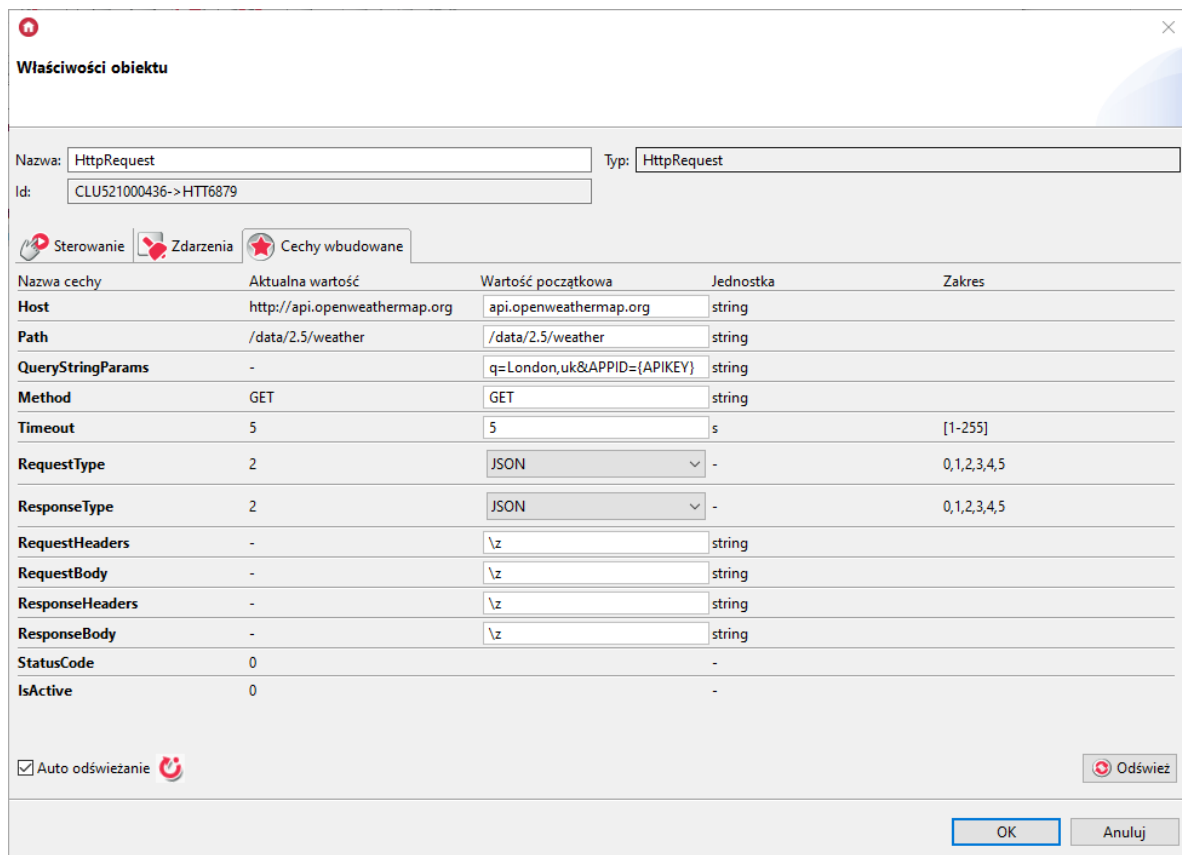 Właściwości obiektu
Nazwa: HttpRequest Typ: HttpRequest
Id: CLU521000436->HTT6879
Sterowanie Zdarzenia Cechy wbudowane
Nazwa cechy Aktualna wartość Wartość początkowa Jednostka Zakres
Host http://api.openweathermap.org api.openweathermap.org string
Path /data/2.5/weather /data/2.5/weather string
QueryStringParams - q=London,uk&APPID={APIKEY} string
Method GET GET string
Timeout 5 5 s [1-255]
RequestType 2 JSON - 0,1,2,3,4,5
ResponseType 2 JSON - 0,1,2,3,4,5
RequestHeaders - \z string
RequestBody - \z string
ResponseHeaders - \z string
ResponseBody - \z string
StatusCode 0 -
IsActive 0 -
Auto odświeżanie Odśwież
OK Anuluj